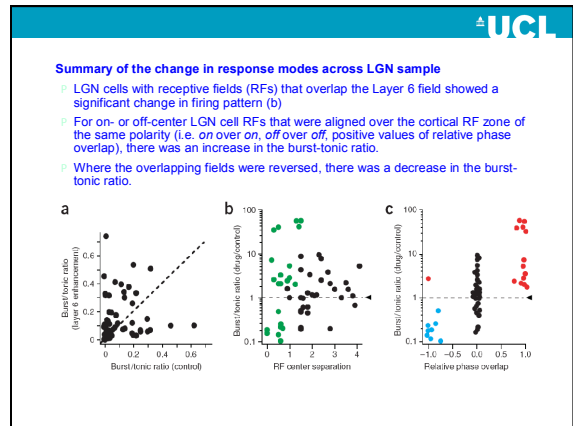 UCL
Summary of the change in response modes across LGN sample
P LGN cells with receptive fields (RFs) that overlap the Layer 6 field showed a
significant change in firing pattern (b)
P For on- or off-center LGN cell RFs that were aligned over the cortical RF zone of
the same polarity (i.e. on over on, off over off, positive values of relative phase
overlap), there was an increase in the burst-tonic ratio.
P Where the overlapping fields were reversed, there was a decrease in the burst-
tonic ratio.
a
Burst/tonic ratio
(layer 6 enhancement)
0.6
0.4
0.2
0
0 0.2 0.4 0.6
Burst/tonic ratio (control)
b
Burst/tonic ratio (drug/control)
100
10
1
0.1
0 1 2 3 4
RF center separation
c
Burst/tonic ratio (drug/control)
100
10
1
0.1
−1.0 −0.5 0.0 0.5 1.0
Relative phase overlap